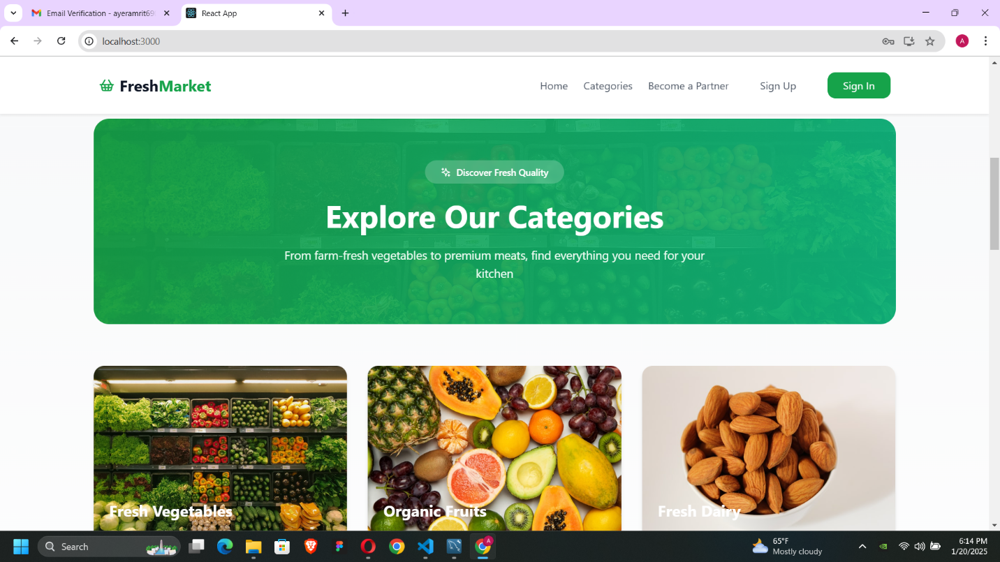 Email Verification - ayeramrit69
React App
localhost:3000
A
FreshMarket
Home
Categories
Become a Partner
Sign Up
Sign In
Discover Fresh Quality
Explore Our Categories
From farm-fresh vegetables to premium meats, find everything you need for your
kitchen
Fresh Vegetables
Organic Fruits
Fresh Dairy
Search
A
65°F
Mostly cloudy
6:14 PM
1/20/2025